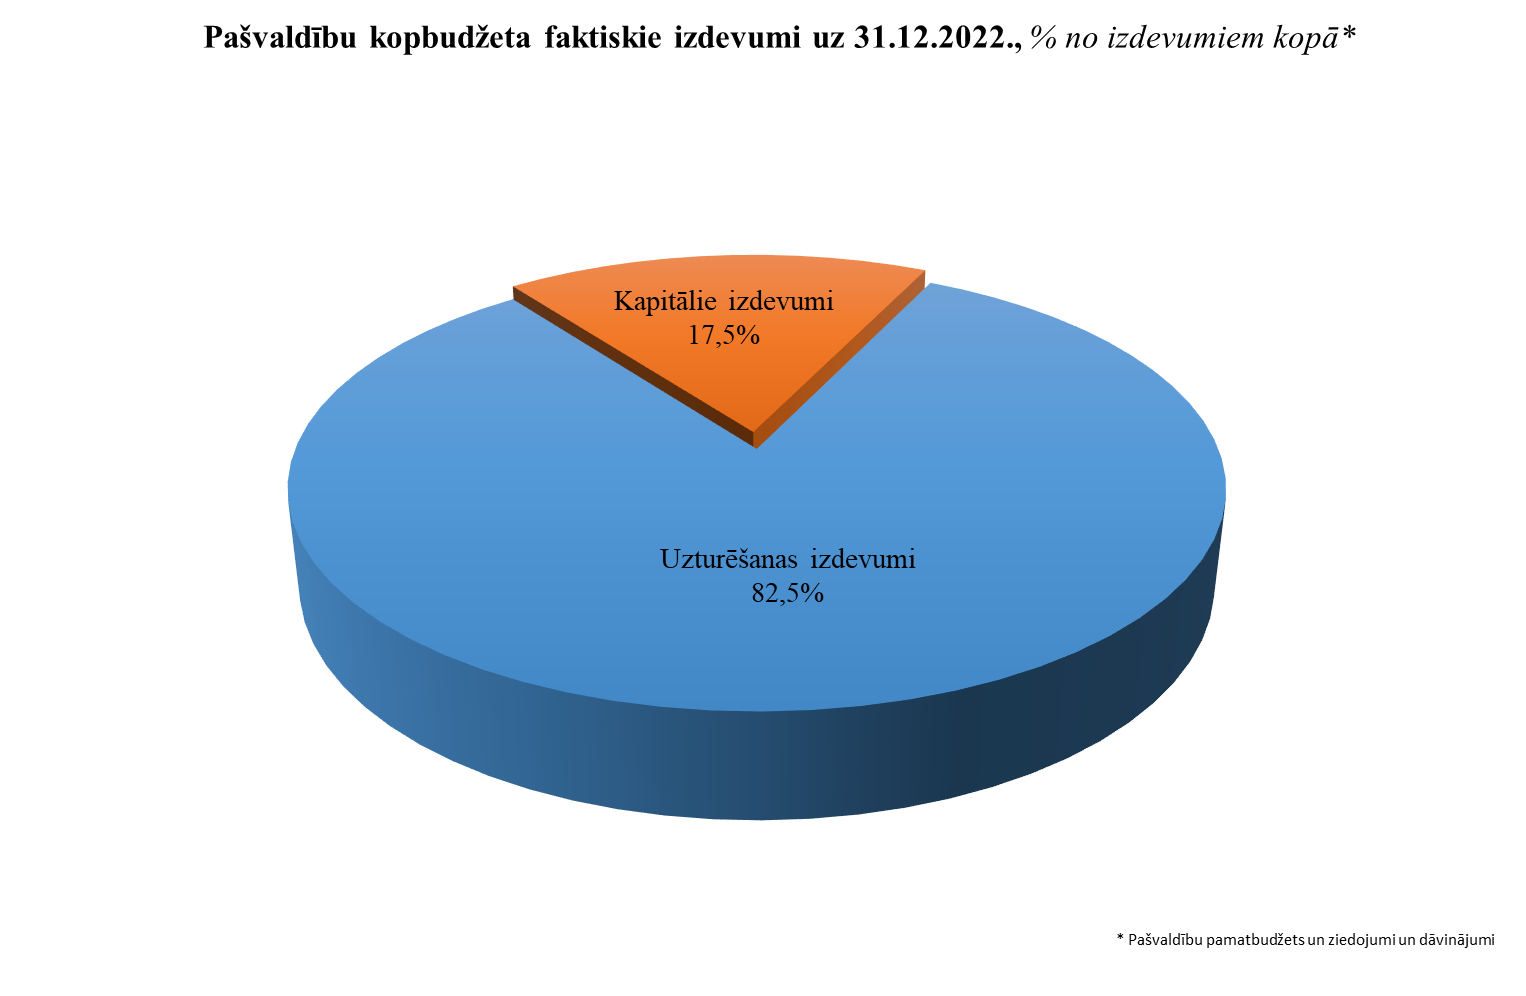 Pašvaldību kopbudžeta faktiskie izdevumi uz 31.12.2022., % no izdevumiem kopā*
Kapitālie izdevumi
17,5%
Uzturēšanas izdevumi
82,5%
* Pašvaldību pamatbudžets un ziedojumi un dāvinājumi